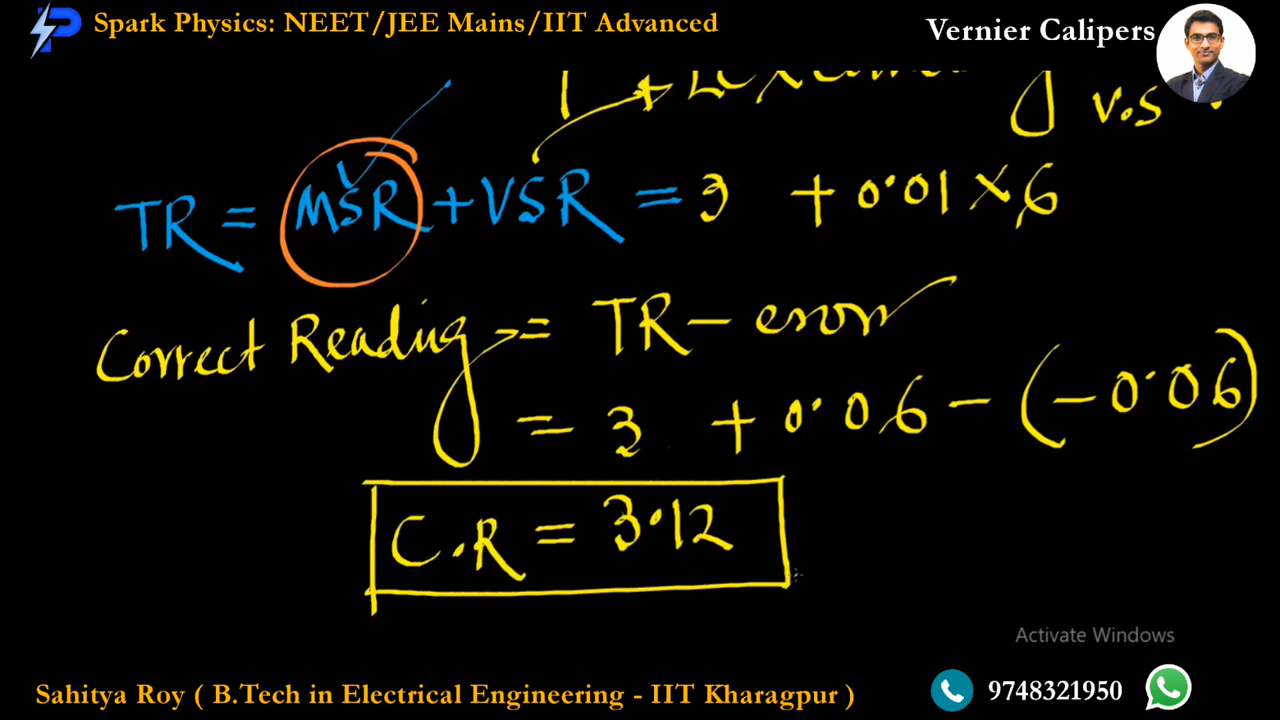 Spark Physics: NEET/JEE Mains/IIT Advanced
Vernier Calipers
v.s
TR = MSR + VSR = 3 + 0.01 × 6
Correct Reading = TR - error
= 3 + 0.06 - (-0.06)
C.R = 3.12
Activate Windows
Sahitya Roy ( B.Tech in Electrical Engineering - IIT Kharagpur )
9748321950